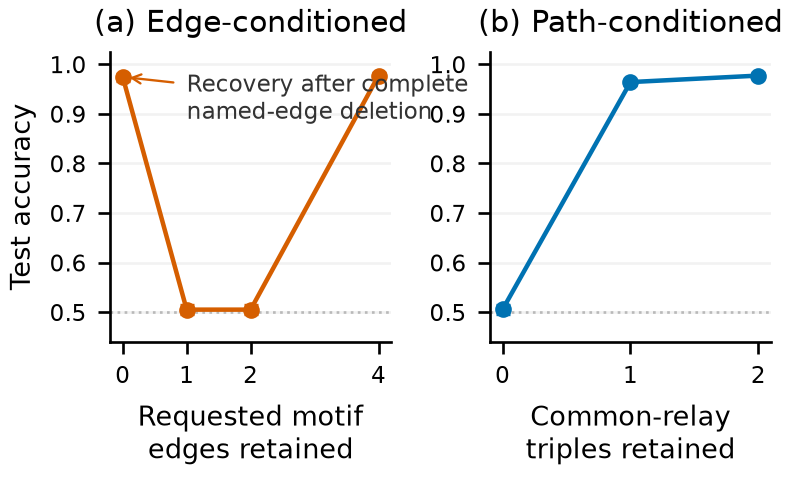 (a) Edge-conditioned
(b) Path-conditioned
Test accuracy
1.0
0.9
0.8
0.7
0.6
0.5
Recovery after complete
named-edge deletion
0 1 2 4
Requested motif
edges retained
1.0
0.9
0.8
0.7
0.6
0.5
0 1 2
Common-relay
triples retained